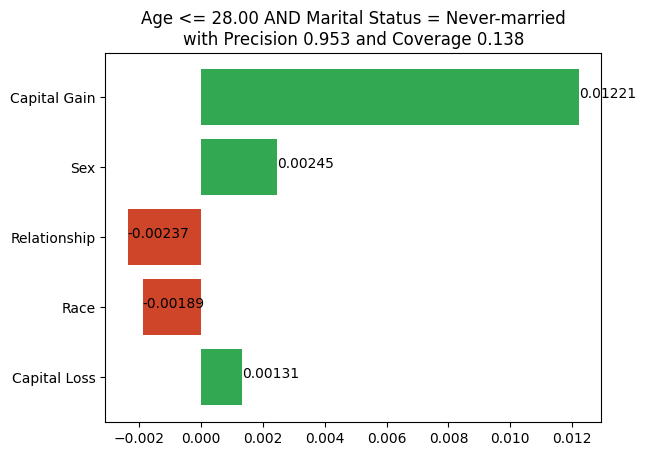 Age <= 28.00 AND Marital Status = Never-married
with Precision 0.953 and Coverage 0.138
Capital Gain
0.01221
Sex
0.00245
Relationship
-0.00237
Race
-0.00189
Capital Loss
0.00131
−0.002 0.000 0.002 0.004 0.006 0.008 0.010 0.012